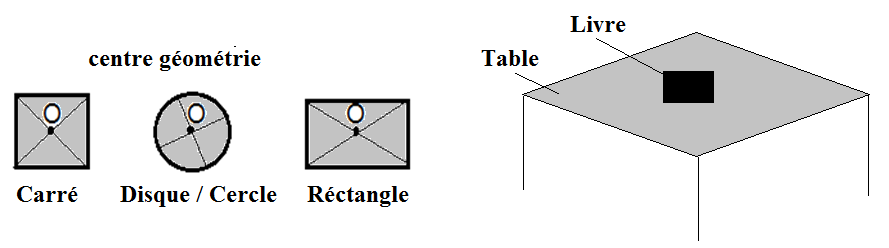 centre géométrie
Carré
Disque / Cercle
Réctangle
O
O
O
Livre
Table